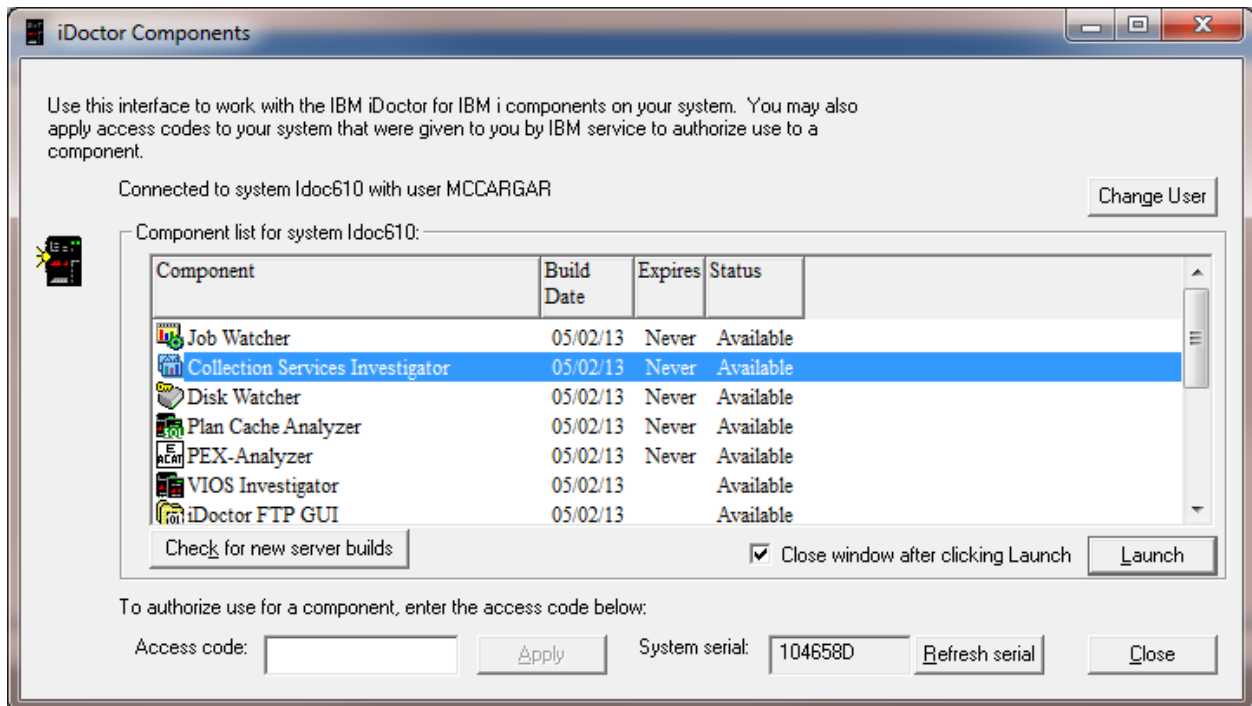 iDoctor Components
Use this interface to work with the IBM iDoctor for IBM i components on your system.  You may also
apply access codes to your system that were given to you by IBM service to authorize use to a
component.
Connected to system Idoc610 with user MCCARGAR
Change User
Component list for system Idoc610:
Component Build Date Expires Status
Job Watcher 05/02/13 Never Available
Collection Services Investigator 05/02/13 Never Available
Disk Watcher 05/02/13 Never Available
Plan Cache Analyzer 05/02/13 Never Available
PEX-Analyzer 05/02/13 Never Available
VIOS Investigator 05/02/13 Available
iDoctor FTP GUI 05/02/13 Available
Check for new server builds
Close window after clicking Launch
Launch
To authorize use for a component, enter the access code below:
Access code:
Apply
System serial:
104658D
Refresh serial
Close